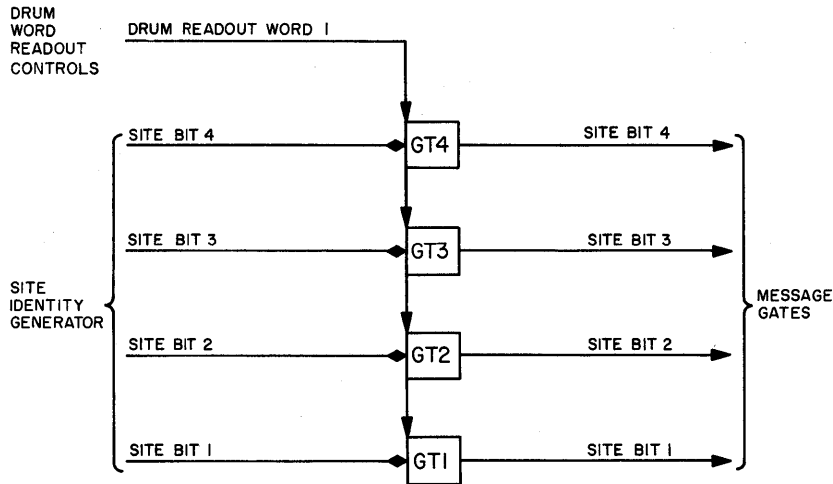 DRUM
WORD
READOUT
CONTROLS
DRUM READOUT WORD 1
SITE BIT 4
GT4
SITE BIT 4
SITE BIT 3
GT3
SITE BIT 3
SITE
IDENTITY
GENERATOR
MESSAGE
GATES
SITE BIT 2
GT2
SITE BIT 2
SITE BIT 1
GT1
SITE BIT 1